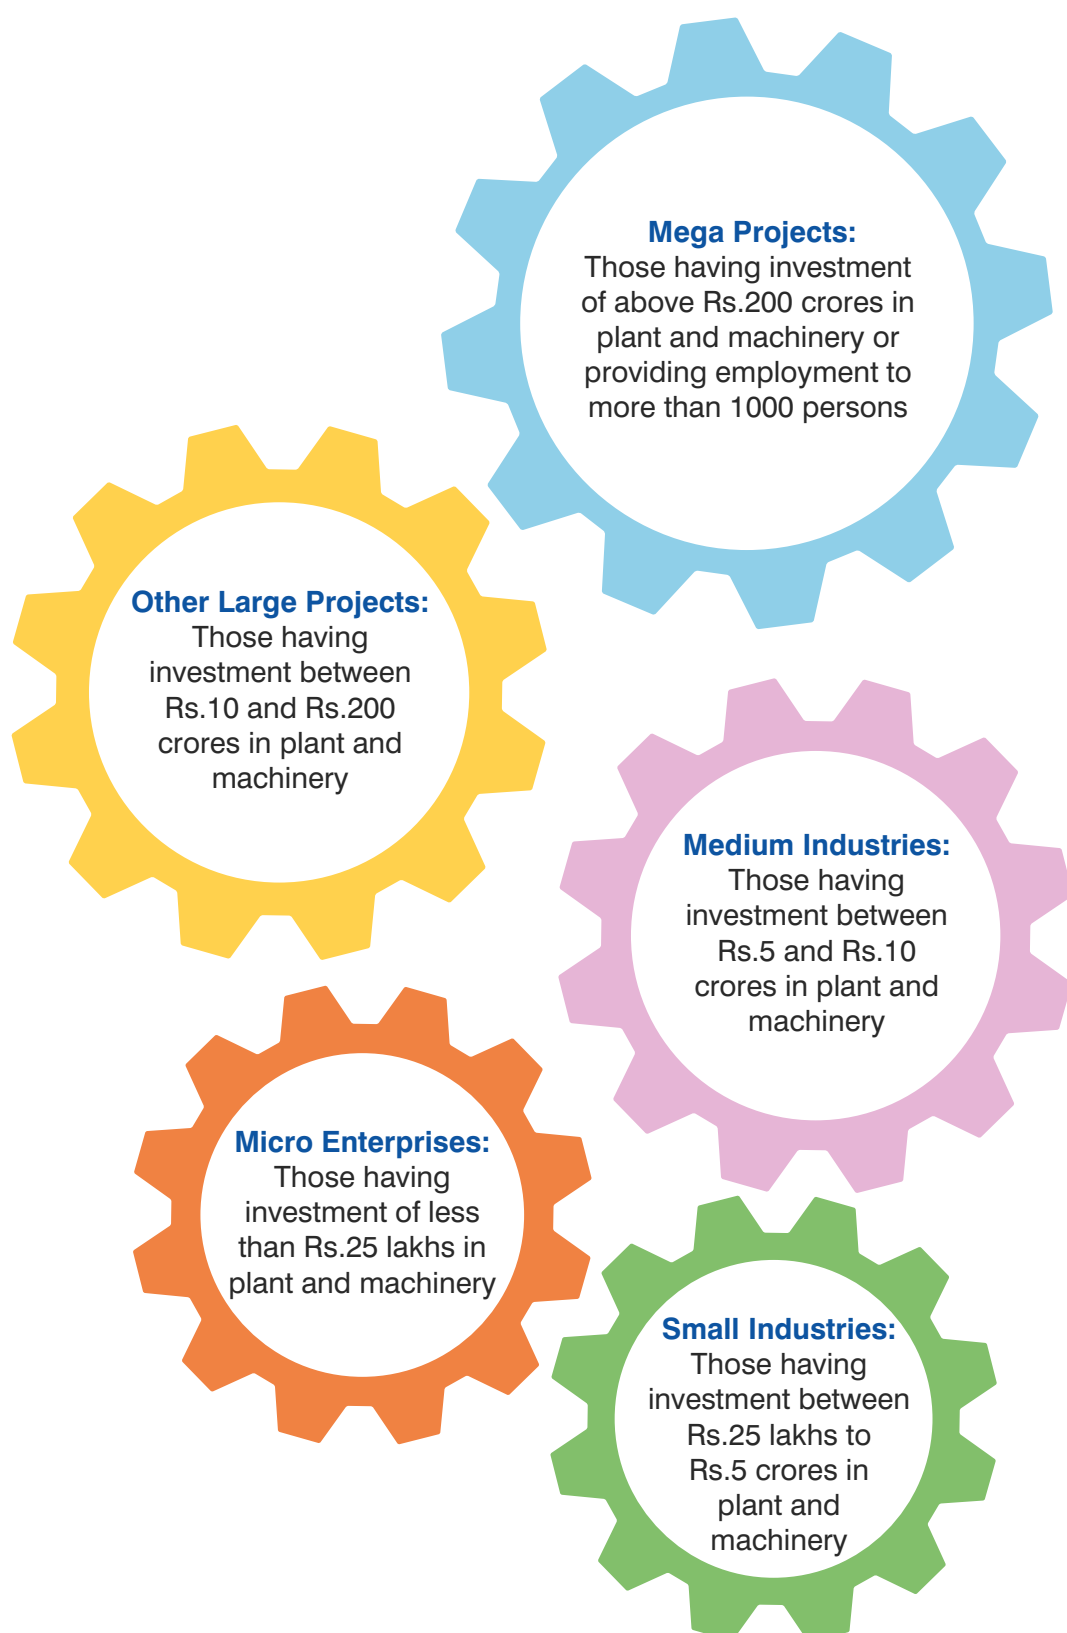 Mega Projects:
Those having investment
of above Rs.200 crores in
plant and machinery or
providing employment to
more than 1000 persons
Other Large Projects:
Those having
investment between
Rs.10 and Rs.200
crores in plant and
machinery
Medium Industries:
Those having
investment between
Rs.5 and Rs.10
crores in plant and
machinery
Micro Enterprises:
Those having
investment of less
than Rs.25 lakhs in
plant and machinery
Small Industries:
Those having
investment between
Rs.25 lakhs to
Rs.5 crores in
plant and
machinery